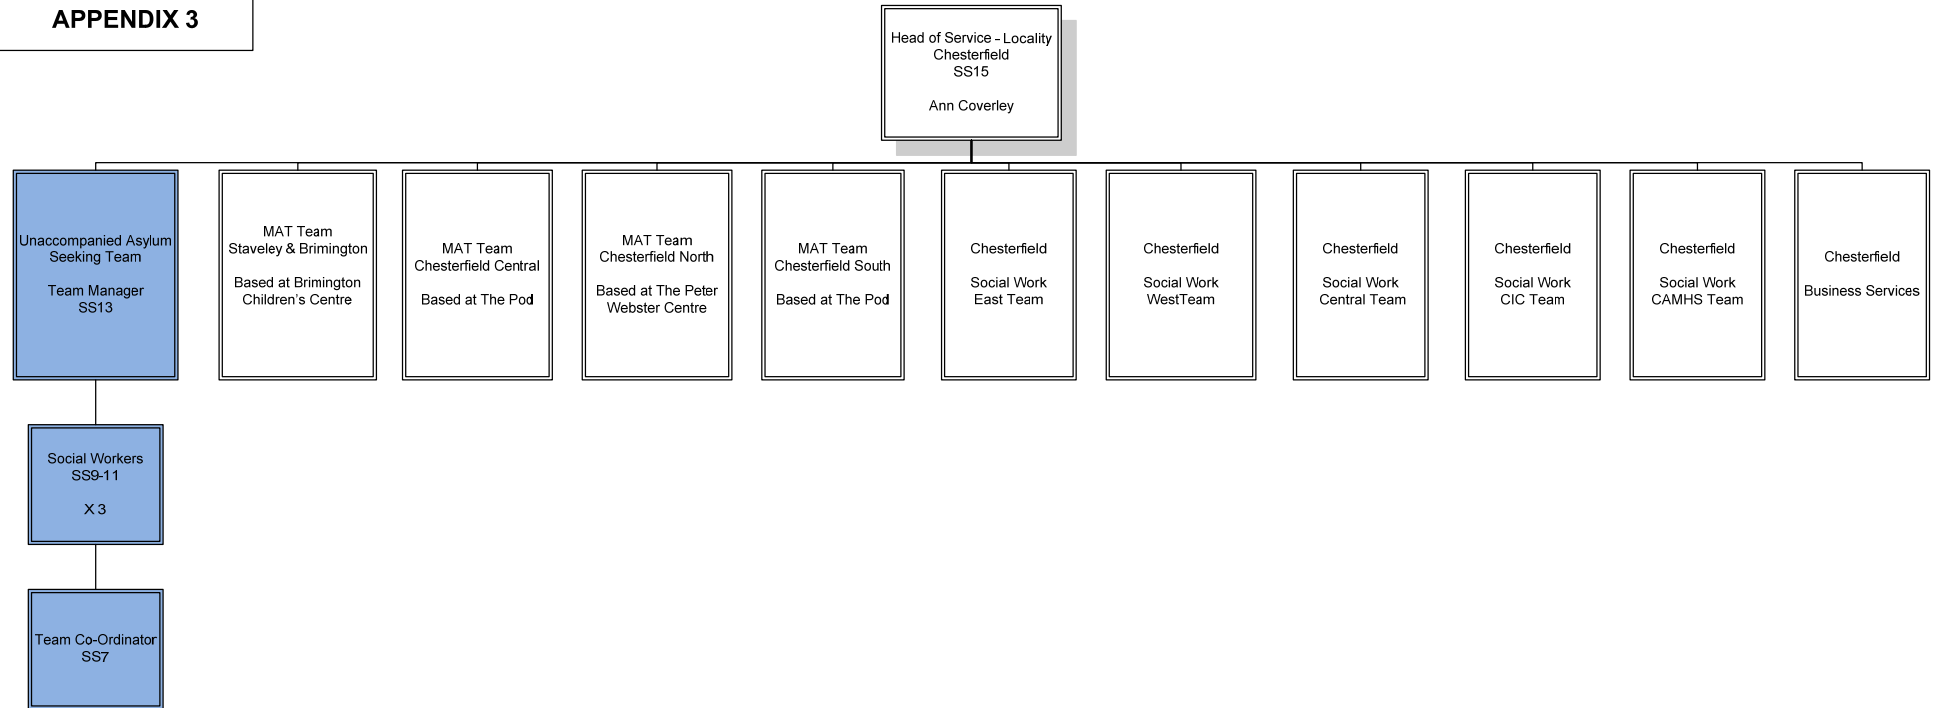 APPENDIX 3
Head of Service - Locality
Chesterfield
SS15
Ann Coverley
Unaccompanied Asylum
Seeking Team
Team Manager
SS13
MAT Team
Staveley & Brimington
Based at Brimington
Children's Centre
MAT Team
Chesterfield Central
Based at The Pod
MAT Team
Chesterfield North
Based at The Peter
Webster Centre
MAT Team
Chesterfield South
Based at The Pod
Chesterfield
Social Work
East Team
Chesterfield
Social Work
WestTeam
Chesterfield
Social Work
Central Team
Chesterfield
Social Work
CIC Team
Chesterfield
Social Work
CAMHS Team
Chesterfield
Business Services
Social Workers
SS9-11
X 3
Team Co-Ordinator
SS7